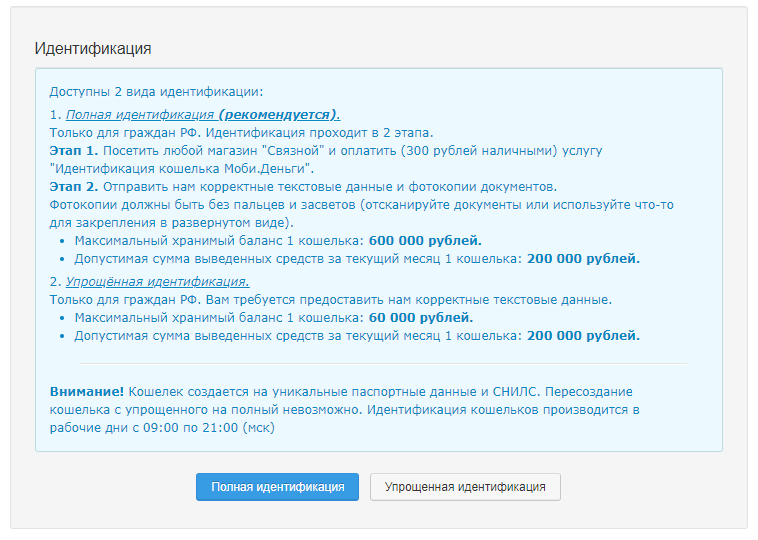 Идентификация
Доступны 2 вида идентификации:
1. Полная идентификация (рекомендуется).
Только для граждан РФ. Идентификация проходит в 2 этапа.
Этап 1. Посетить любой магазин "Связной" и оплатить (300 рублей наличными) услугу
"Идентификация кошелька Моби.Деньги".
Этап 2. Отправить нам корректные текстовые данные и фотокопии документов.
Фотокопии должны быть без пальцев и засветов (отсканируйте документы или используйте что-то
для закрепления в развернутом виде).
• Максимальный хранимый баланс 1 кошелька: 600 000 рублей.
• Допустимая сумма выведенных средств за текущий месяц 1 кошелька: 200 000 рублей.
2. Упрощённая идентификация.
Только для граждан РФ. Вам требуется предоставить нам корректные текстовые данные.
• Максимальный хранимый баланс 1 кошелька: 60 000 рублей.
• Допустимая сумма выведенных средств за текущий месяц 1 кошелька: 200 000 рублей.
Внимание! Кошелек создается на уникальные паспортные данные и СНИЛС. Пересоздание
кошелька с упрощенного на полный невозможно. Идентификация кошельков производится в
рабочие дни с 09:00 по 21:00 (мск)
Полная идентификация
Упрощенная идентификация